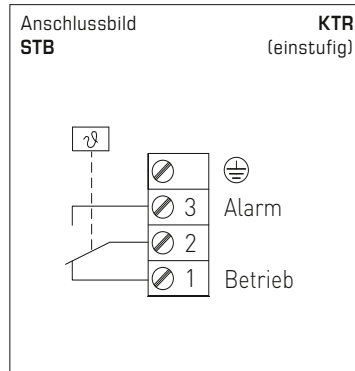 Anschlussbild KTR
STB (einstufig)
ϑ
3 Alarm
2
1 Betrieb